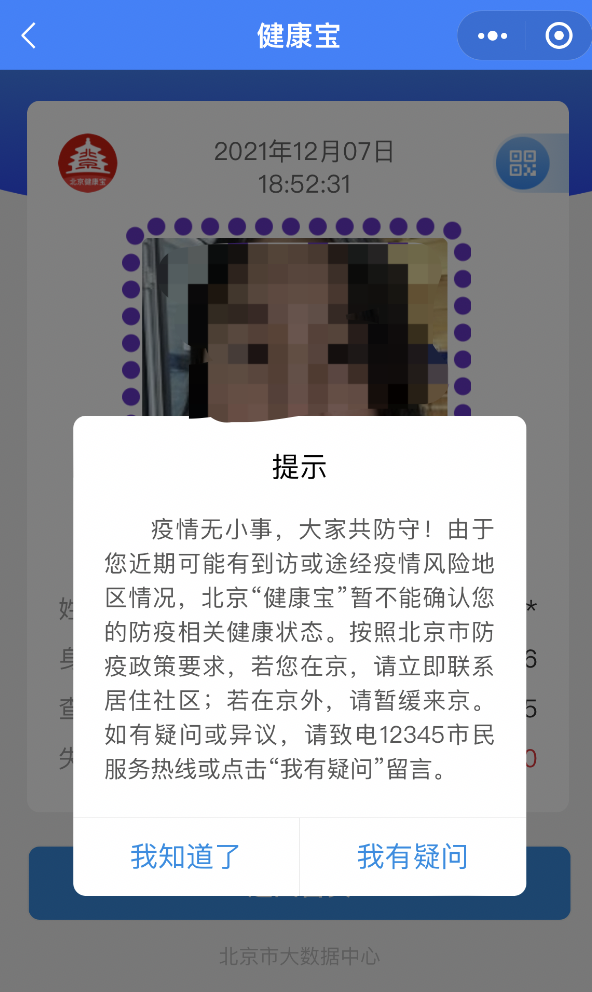 健康宝
2021年12月07日
18:52:31
北京健康宝
提示
疫情无小事，大家共防守！由于
您近期可能有到访或途经疫情风险地
区情况，北京“健康宝”暂不能确认您
的防疫相关健康状态。按照北京市防
疫政策要求，若您在京，请立即联系
居住社区；若在京外，请暂缓来京。
如有疑问或异议，请致电12345市民
服务热线或点击“我有疑问”留言。
姓 *
身 6
查 5
失 0
我知道了 我有疑问
北京市大数据中心